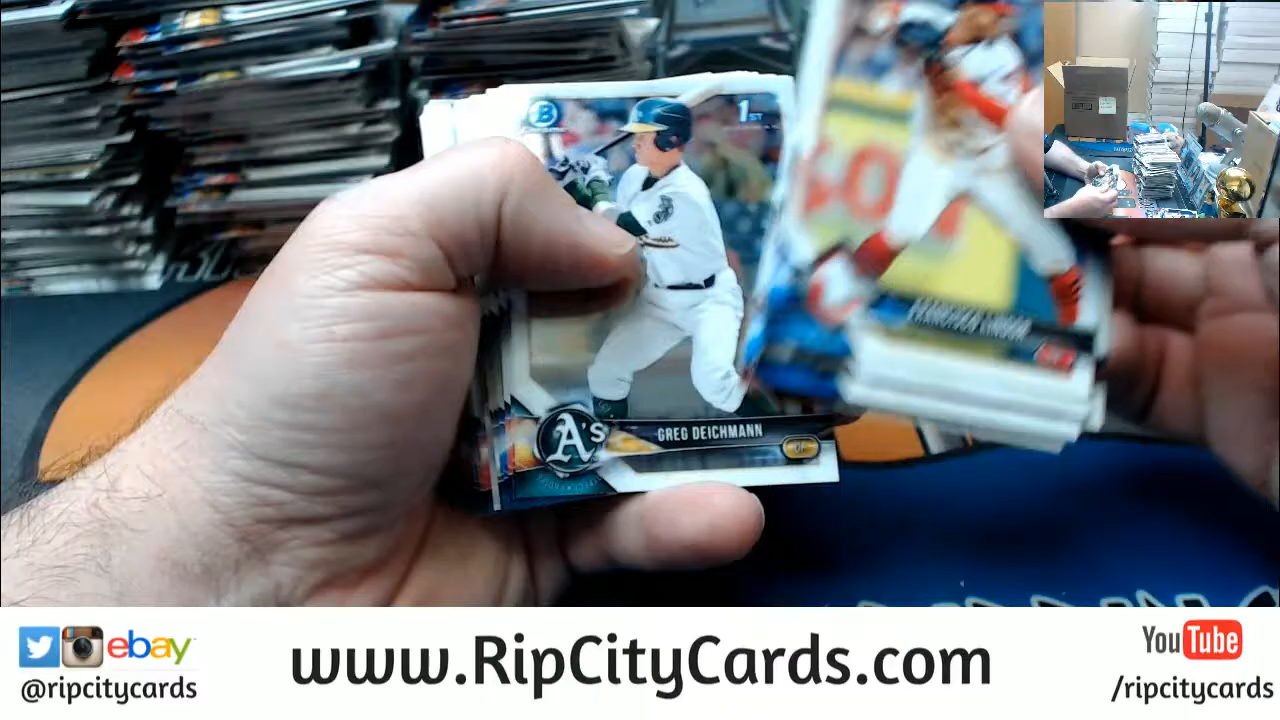 B
1ST
A's
GREG DEICHMANN
OF
ebay
@ripcitycards
www.RipCityCards.com
YouTube
/ripcitycards